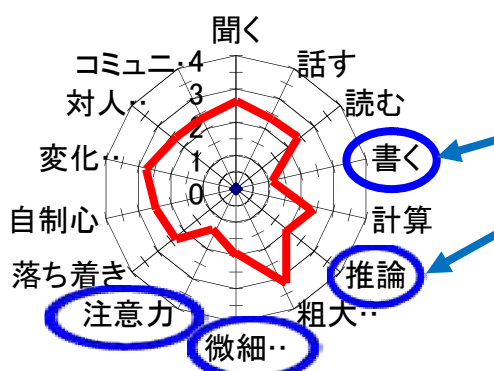 聞く
話す
読む
書く
計算
推論
粗大‥
微細‥
注意力
落ち着き
自制心
変化‥
対人‥
コミュニ‥
4
3
2
1
0